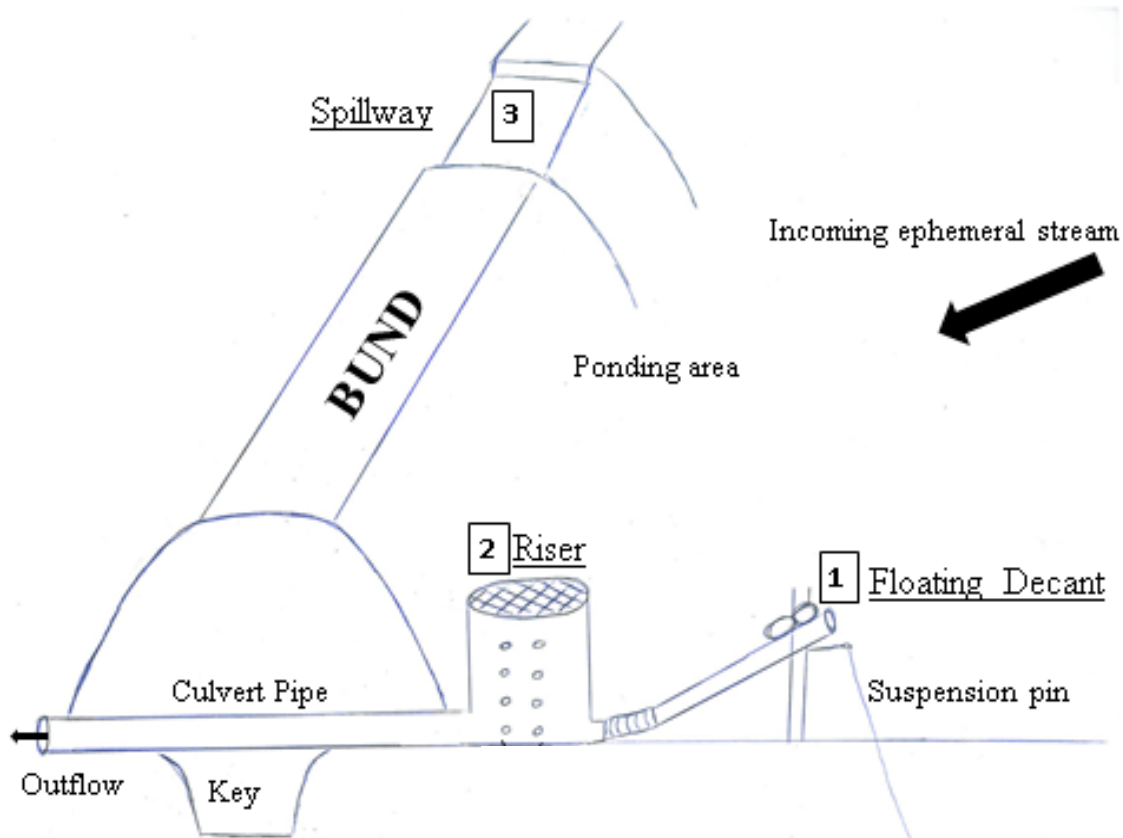 Spillway
3
Incoming ephemeral stream
BUND
Ponding area
2 Riser
1 Floating Decant
Culvert Pipe
Suspension pin
Outflow
Key